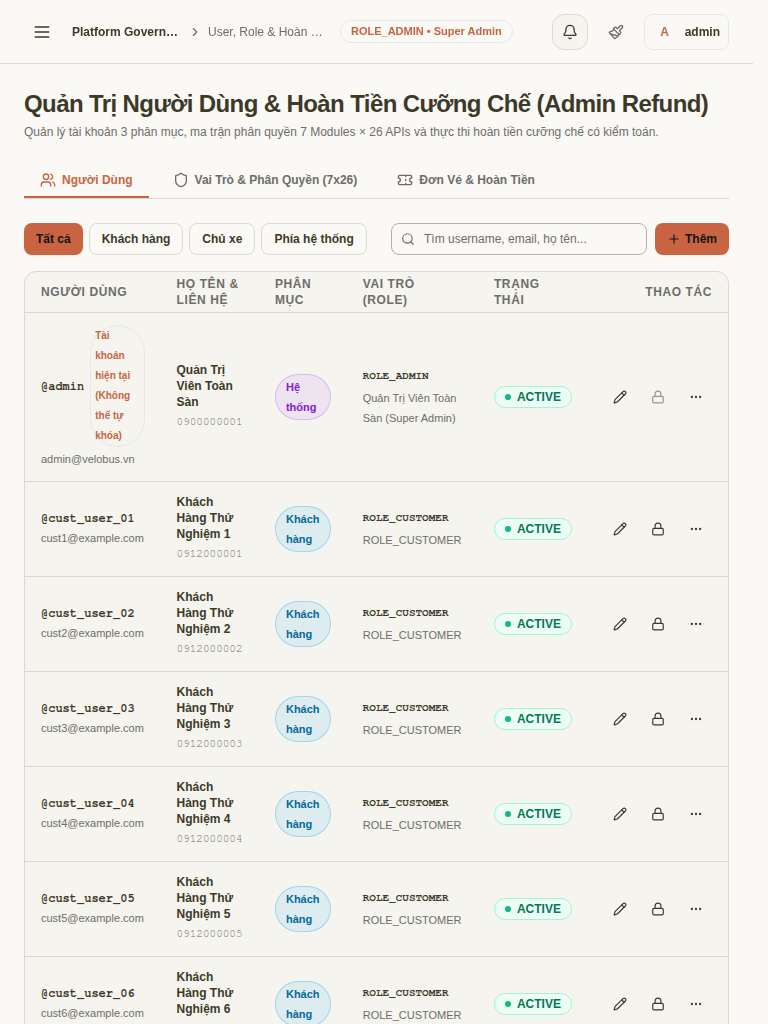 Platform Govern… > User, Role & Hoàn … ROLE_ADMIN • Super Admin A admin
Quản Trị Người Dùng & Hoàn Tiền Cưỡng Chế (Admin Refund)
Quản lý tài khoản 3 phân mục, ma trận phân quyền 7 Modules × 26 APIs và thực thi hoàn tiền cưỡng chế có kiểm toán.
Người Dùng Vai Trò & Phân Quyền (7x26) Đơn Vé & Hoàn Tiền
Tất cả Khách hàng Chủ xe Phía hệ thống Tìm username, email, họ tên... + Thêm
NGƯỜI DÙNG HỌ TÊN & LIÊN HỆ PHÂN MỤC VAI TRÒ (ROLE) TRẠNG THÁI THAO TÁC
@admin
Tài
khoản
hiện tại
(Không
thể tự
khóa)
admin@velobus.vn
Quản Trị
Viên Toàn
Sàn
0900000001
Hệ
thống
ROLE_ADMIN
Quản Trị Viên Toàn
Sàn (Super Admin)
ACTIVE
@cust_user_01
cust1@example.com
Khách
Hàng Thử
Nghiệm 1
0912000001
Khách
hàng
ROLE_CUSTOMER
ROLE_CUSTOMER
ACTIVE
@cust_user_02
cust2@example.com
Khách
Hàng Thử
Nghiệm 2
0912000002
Khách
hàng
ROLE_CUSTOMER
ROLE_CUSTOMER
ACTIVE
@cust_user_03
cust3@example.com
Khách
Hàng Thử
Nghiệm 3
0912000003
Khách
hàng
ROLE_CUSTOMER
ROLE_CUSTOMER
ACTIVE
@cust_user_04
cust4@example.com
Khách
Hàng Thử
Nghiệm 4
0912000004
Khách
hàng
ROLE_CUSTOMER
ROLE_CUSTOMER
ACTIVE
@cust_user_05
cust5@example.com
Khách
Hàng Thử
Nghiệm 5
0912000005
Khách
hàng
ROLE_CUSTOMER
ROLE_CUSTOMER
ACTIVE
@cust_user_06
cust6@example.com
Khách
Hàng Thử
Nghiệm 6
Khách
hàng
ROLE_CUSTOMER
ROLE_CUSTOMER
ACTIVE